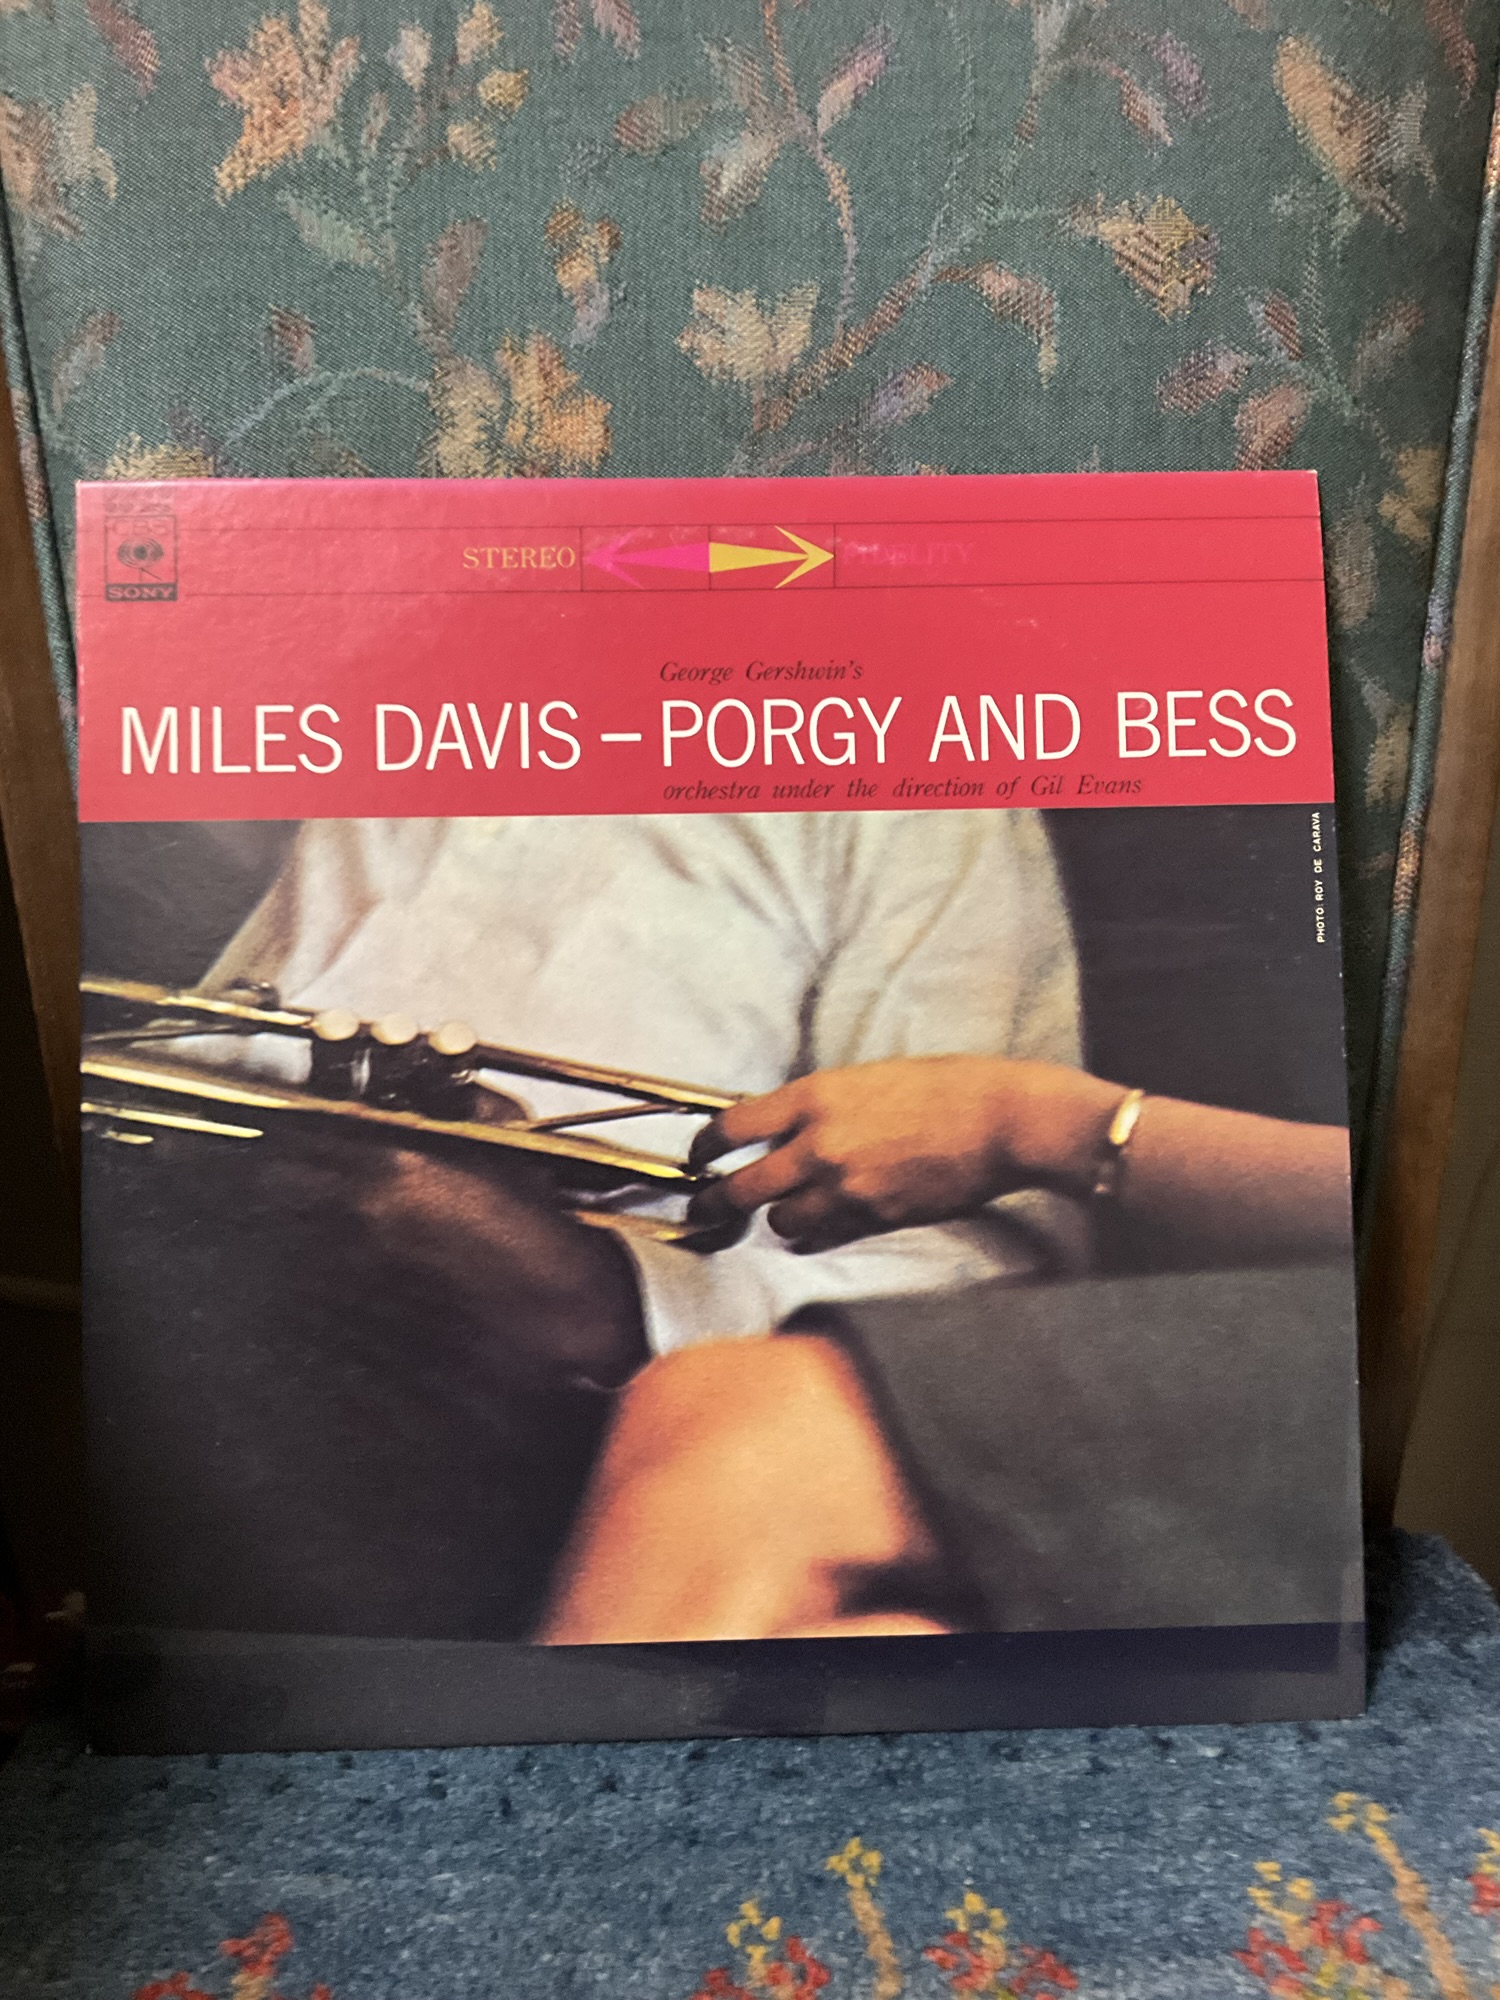 CBS
SONY
STEREO FIDELITY
George Gershwin's
MILES DAVIS – PORGY AND BESS
orchestra under the direction of Gil Evans
PHOTO: ROY DE CARAVA